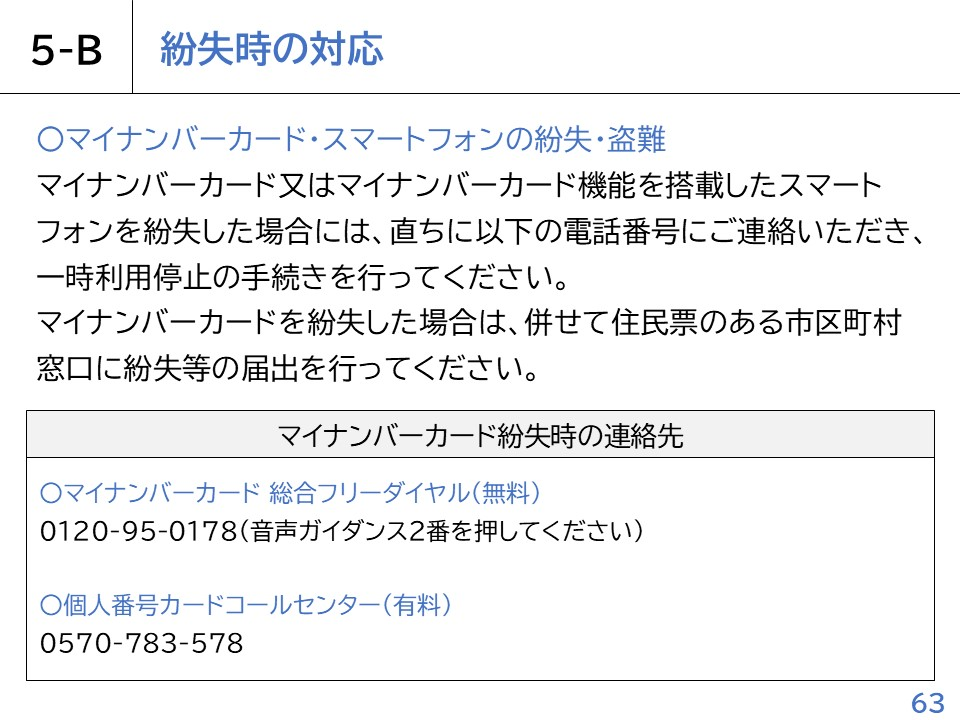 5-B
紛失時の対応
〇マイナンバーカード・スマートフォンの紛失・盗難
マイナンバーカード又はマイナンバーカード機能を搭載したスマート
フォンを紛失した場合には、直ちに以下の電話番号にご連絡いただき、
一時利用停止の手続きを行ってください。
マイナンバーカードを紛失した場合は、併せて住民票のある市区町村
窓口に紛失等の届出を行ってください。
マイナンバーカード紛失時の連絡先
〇マイナンバーカード 総合フリーダイヤル（無料）
0120-95-0178（音声ガイダンス2番を押してください）
〇個人番号カードコールセンター（有料）
0570-783-578
63